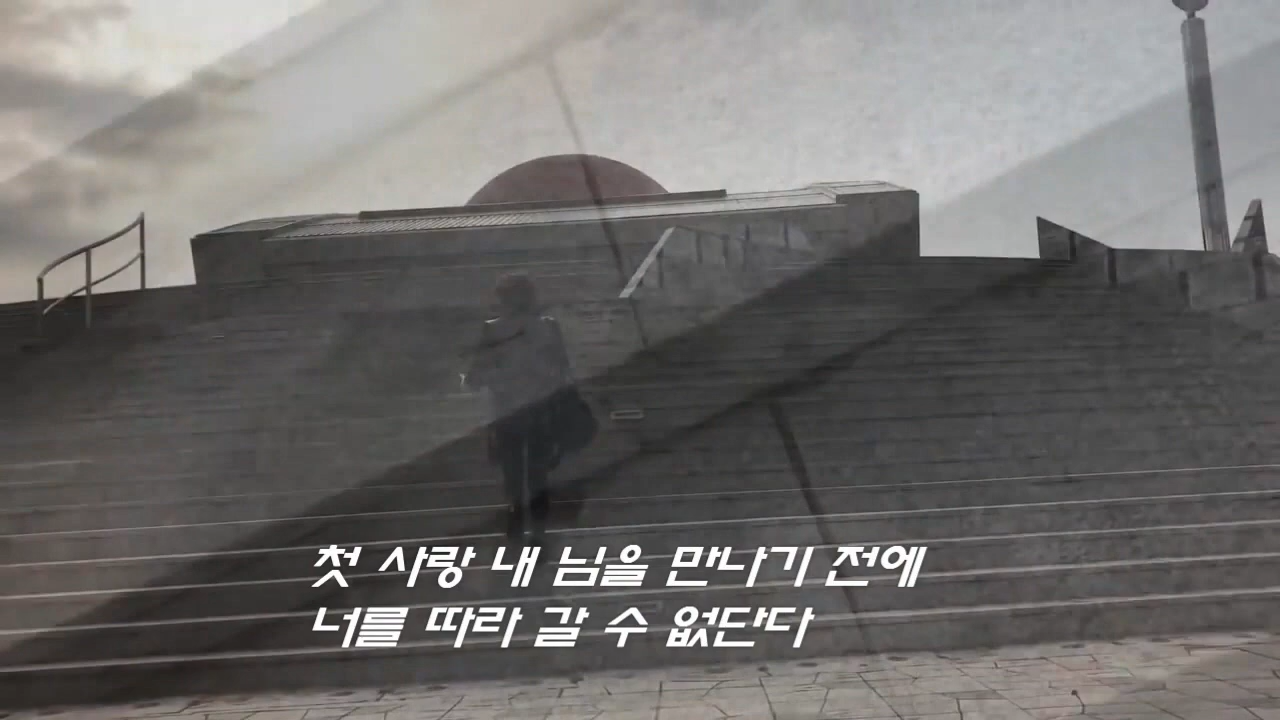 첫 사랑 내 님을 만나기 전에
너를 따라 갈 수 없단다